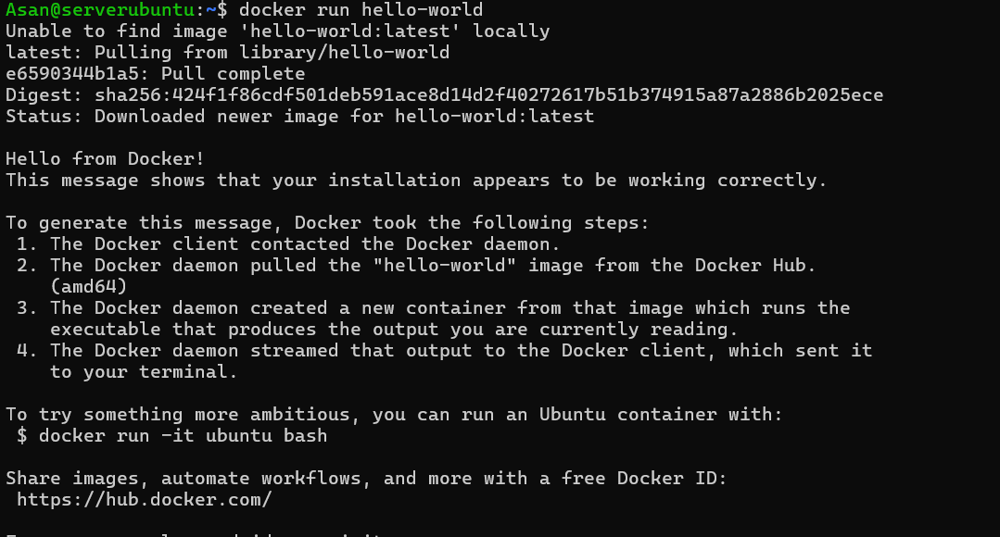 Asan@serverubuntu:~$ docker run hello-world
Unable to find image 'hello-world:latest' locally
latest: Pulling from library/hello-world
e6590344b1a5: Pull complete
Digest: sha256:424f1f86cdf501deb591ace8d14d2f40272617b51b374915a87a2886b2025ece
Status: Downloaded newer image for hello-world:latest
Hello from Docker!
This message shows that your installation appears to be working correctly.
To generate this message, Docker took the following steps:
1. The Docker client contacted the Docker daemon.
2. The Docker daemon pulled the "hello-world" image from the Docker Hub.
(amd64)
3. The Docker daemon created a new container from that image which runs the
executable that produces the output you are currently reading.
4. The Docker daemon streamed that output to the Docker client, which sent it
to your terminal.
To try something more ambitious, you can run an Ubuntu container with:
$ docker run -it ubuntu bash
Share images, automate workflows, and more with a free Docker ID:
https://hub.docker.com/